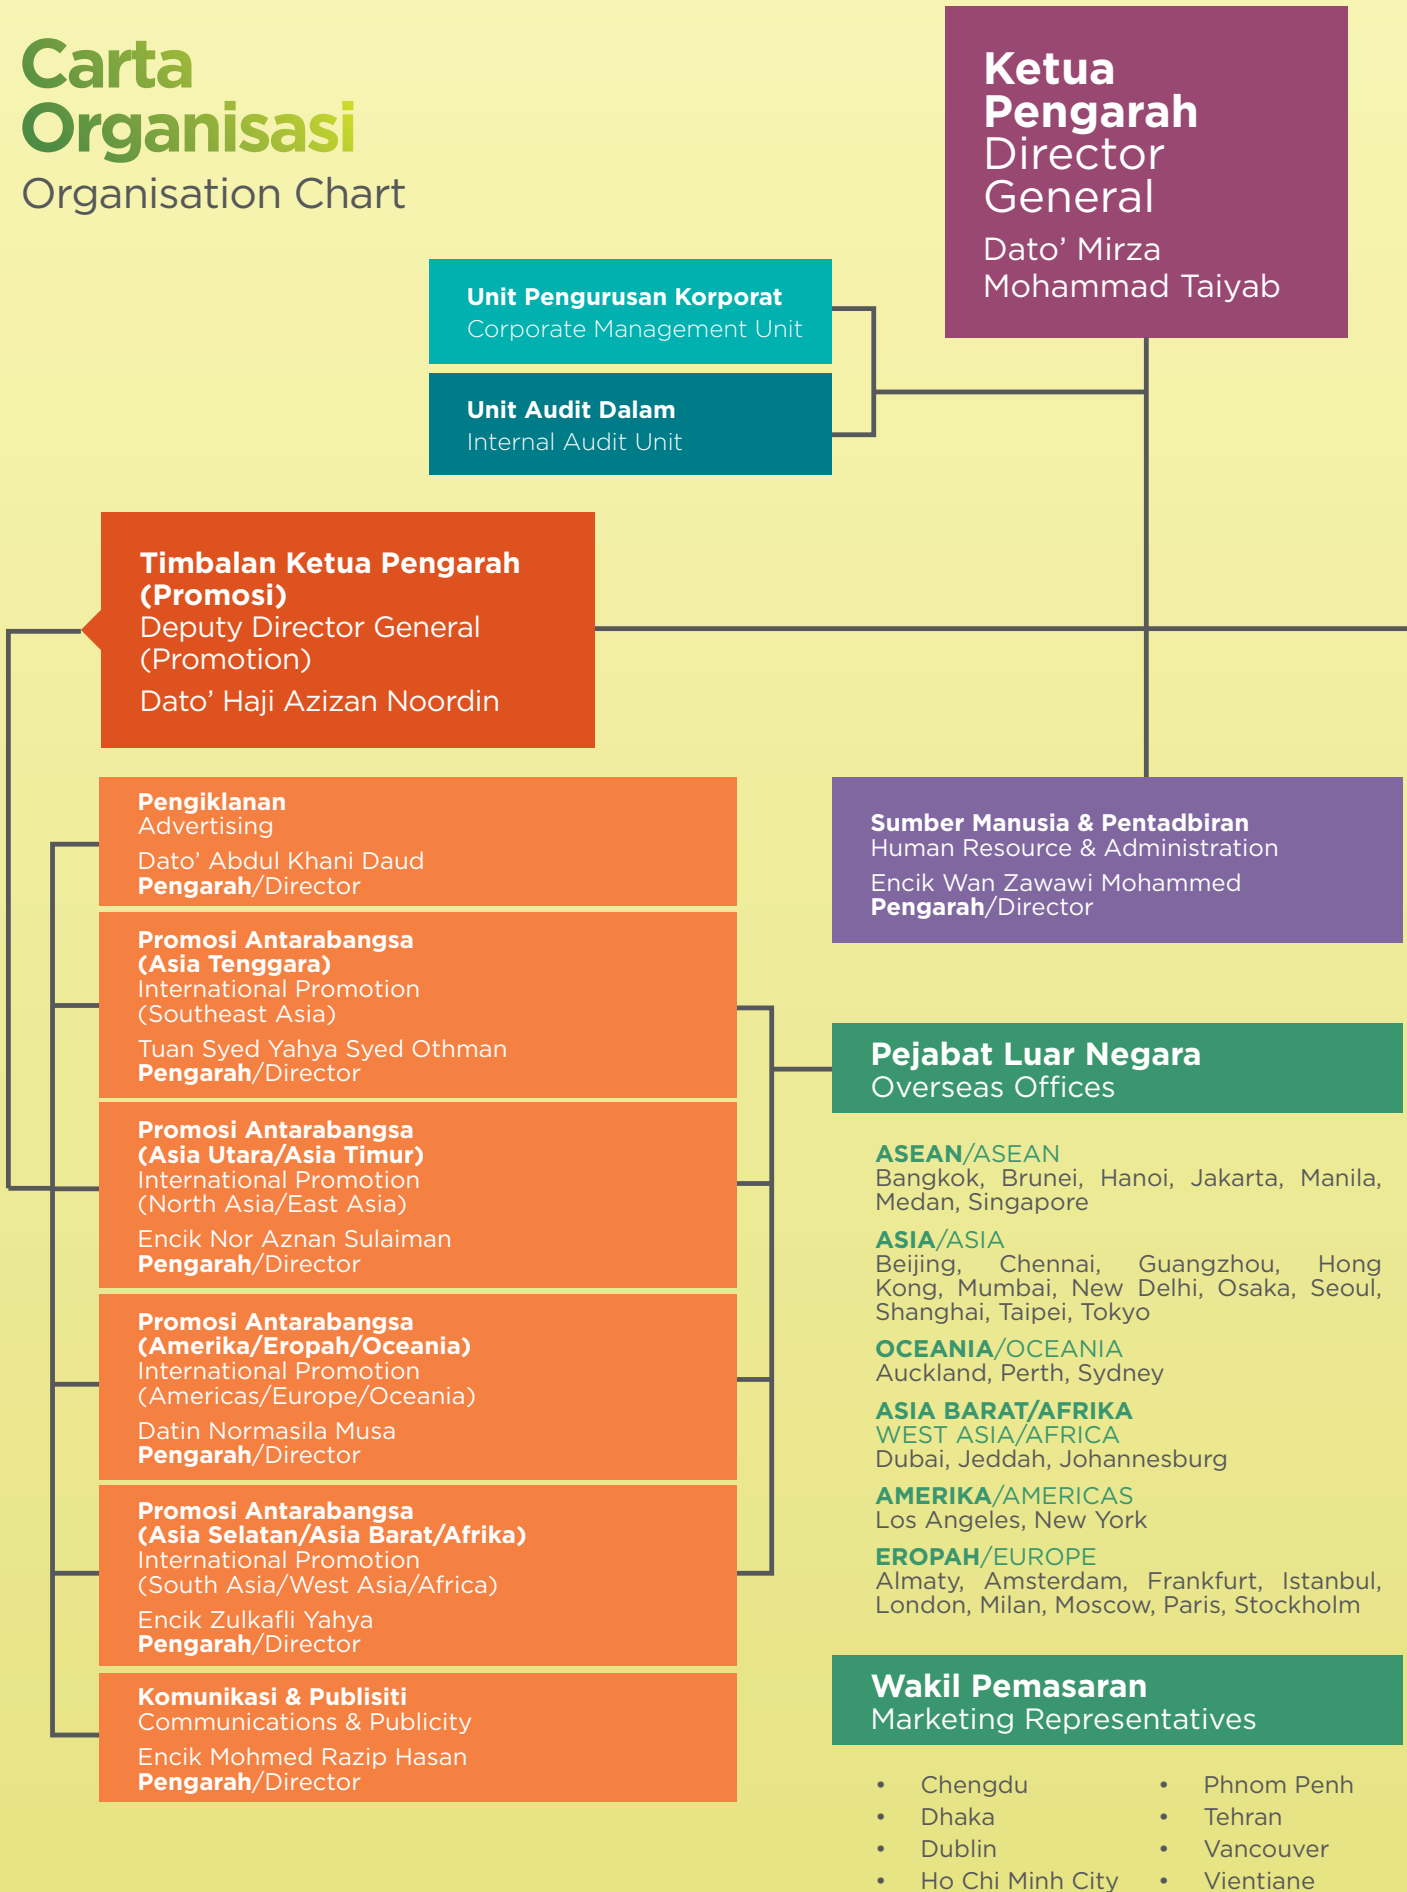 Carta
Organisasi
Organisation Chart
Ketua
Pengarah
Director
General
Dato’ Mirza
Mohammad Taiyab
Unit Pengurusan Korporat
Corporate Management Unit
Unit Audit Dalam
Internal Audit Unit
Timbalan Ketua Pengarah
(Promosi)
Deputy Director General
(Promotion)
Dato’ Haji Azizan Noordin
Pengiklanan
Advertising
Dato’ Abdul Khani Daud
Pengarah/Director
Promosi Antarabangsa
(Asia Tenggara)
International Promotion
(Southeast Asia)
Tuan Syed Yahya Syed Othman
Pengarah/Director
Promosi Antarabangsa
(Asia Utara/Asia Timur)
International Promotion
(North Asia/East Asia)
Encik Nor Aznan Sulaiman
Pengarah/Director
Promosi Antarabangsa
(Amerika/Eropah/Oceania)
International Promotion
(Americas/Europe/Oceania)
Datin Normasila Musa
Pengarah/Director
Promosi Antarabangsa
(Asia Selatan/Asia Barat/Afrika)
International Promotion
(South Asia/West Asia/Africa)
Encik Zulkafli Yahya
Pengarah/Director
Komunikasi & Publisiti
Communications & Publicity
Encik Mohmed Razip Hasan
Pengarah/Director
Sumber Manusia & Pentadbiran
Human Resource & Administration
Encik Wan Zawawi Mohammed
Pengarah/Director
Pejabat Luar Negara
Overseas Offices
ASEAN/ASEAN
Bangkok, Brunei, Hanoi, Jakarta, Manila,
Medan, Singapore
ASIA/ASIA
Beijing, Chennai, Guangzhou, Hong
Kong, Mumbai, New Delhi, Osaka, Seoul,
Shanghai, Taipei, Tokyo
OCEANIA/OCEANIA
Auckland, Perth, Sydney
ASIA BARAT/AFRIKA
WEST ASIA/AFRICA
Dubai, Jeddah, Johannesburg
AMERIKA/AMERICAS
Los Angeles, New York
EROPAH/EUROPE
Almaty, Amsterdam, Frankfurt, Istanbul,
London, Milan, Moscow, Paris, Stockholm
Wakil Pemasaran
Marketing Representatives
• Chengdu
• Dhaka
• Dublin
• Ho Chi Minh City
• Phnom Penh
• Tehran
• Vancouver
• Vientiane